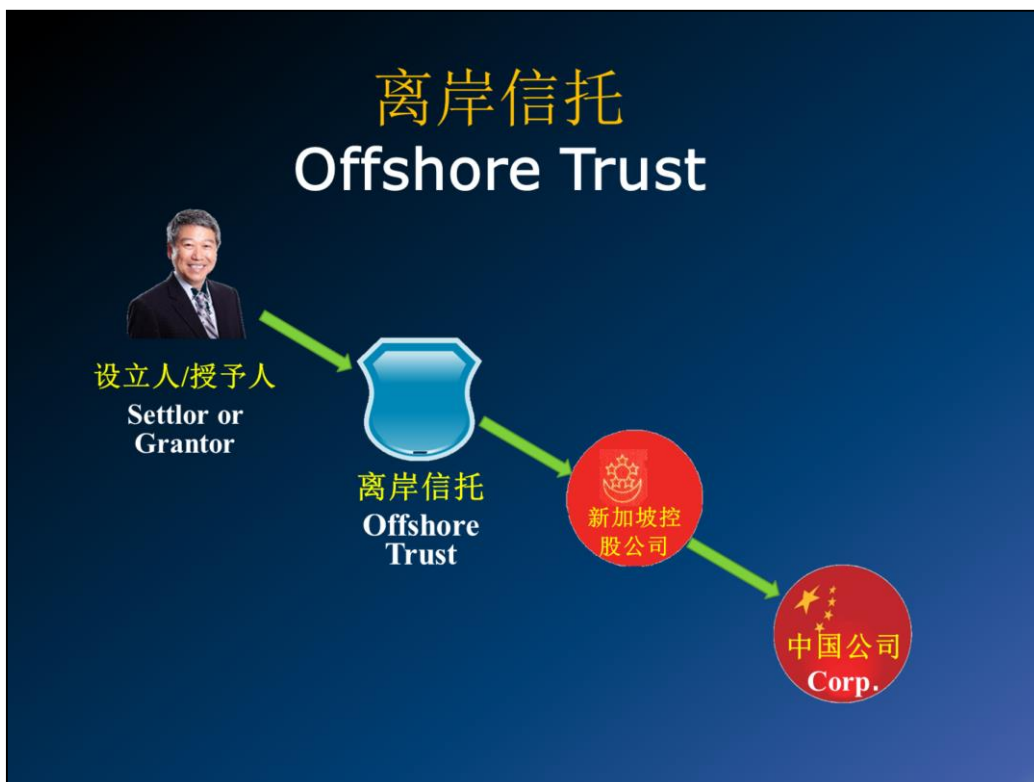 离岸信托
Offshore Trust
设立人/授予人
Settlor or
Grantor
离岸信托
Offshore
Trust
新加坡控
股公司
中国公司
Corp.